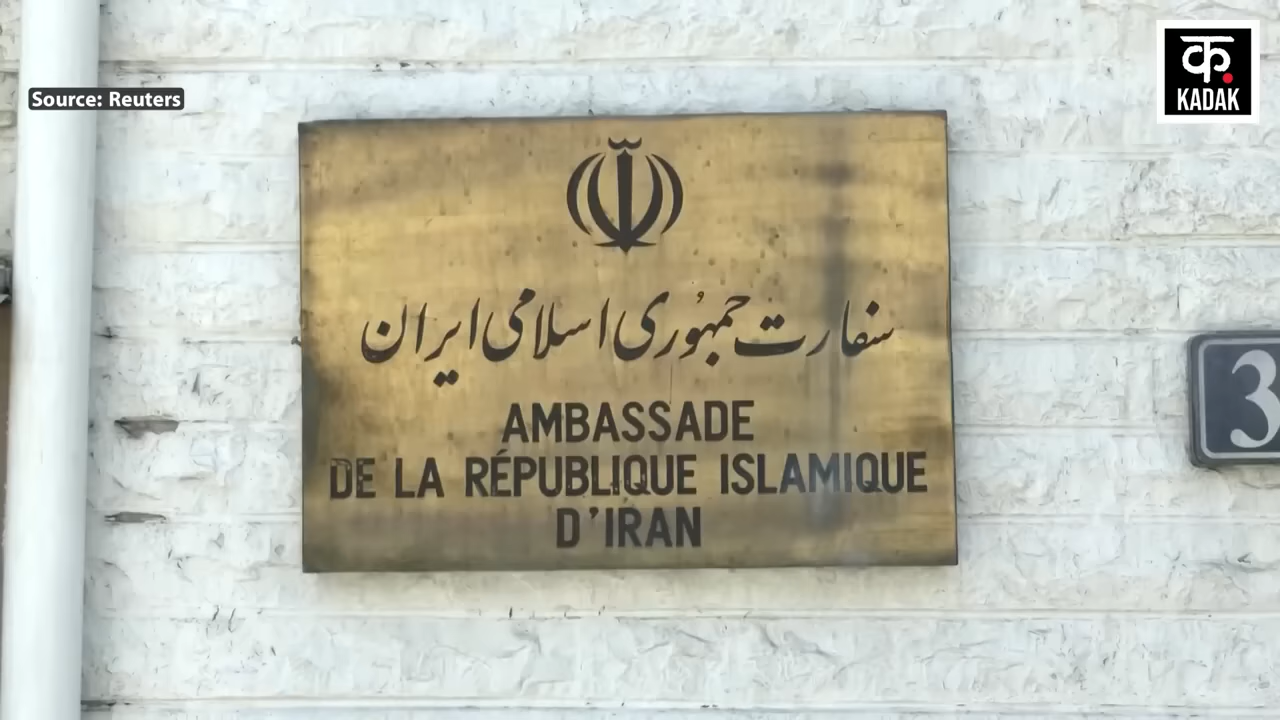 Source: Reuters
क
KADAK
سفارت جمهوری اسلامی ایران
AMBASSADE
DE LA RÉPUBLIQUE ISLAMIQUE
D'IRAN
3